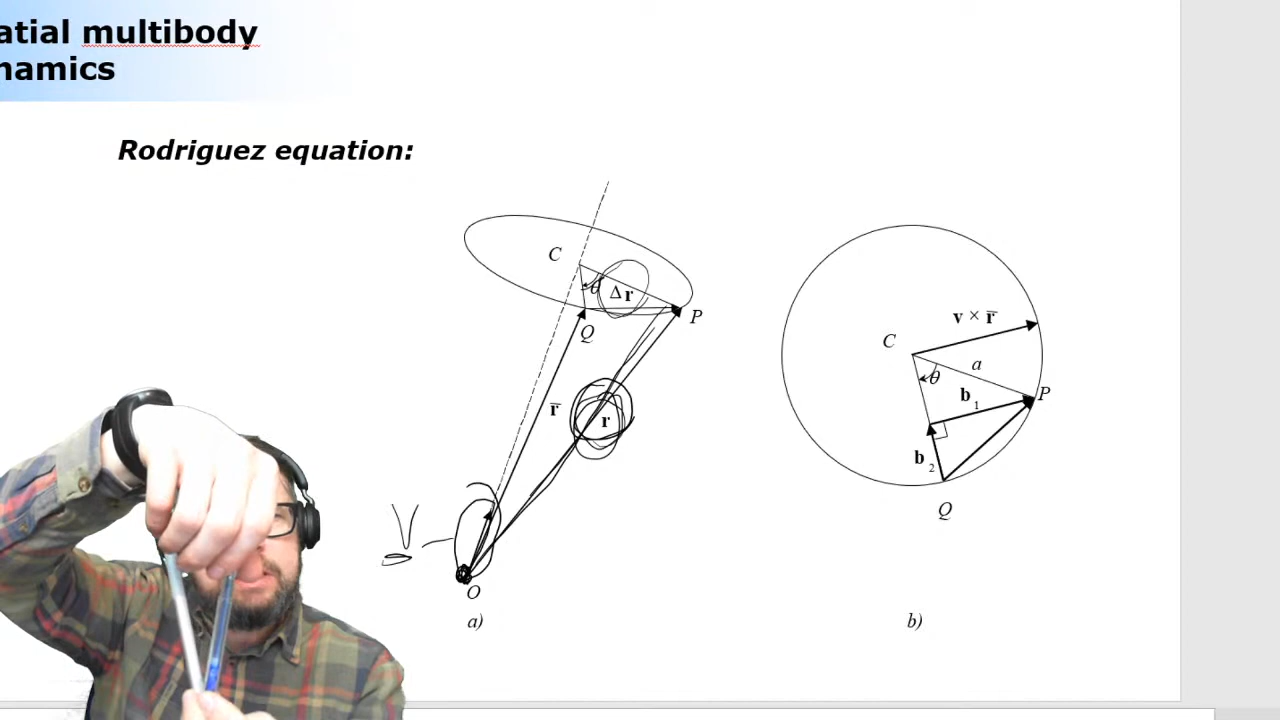 atial multibody
namics
Rodriguez equation:
C
θ
Δr
P
Q
r̅
r
v
O
a)
v × r̅
C
a
θ
P
b₁
b₂
Q
b)